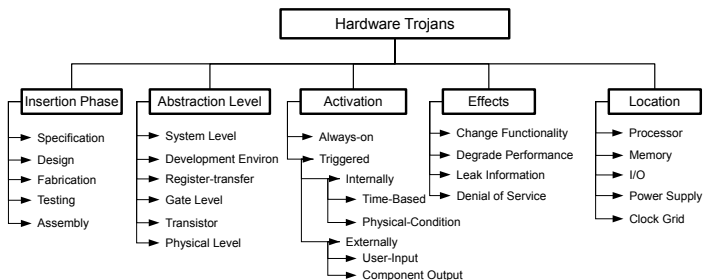 Hardware Trojans
Insertion Phase
Specification
Design
Fabrication
Testing
Assembly
Abstraction Level
System Level
Development Environ
Register-transfer
Gate Level
Transistor
Physical Level
Activation
Always-on
Triggered
Internally
Time-Based
Physical-Condition
Externally
User-Input
Component Output
Effects
Change Functionality
Degrade Performance
Leak Information
Denial of Service
Location
Processor
Memory
I/O
Power Supply
Clock Grid